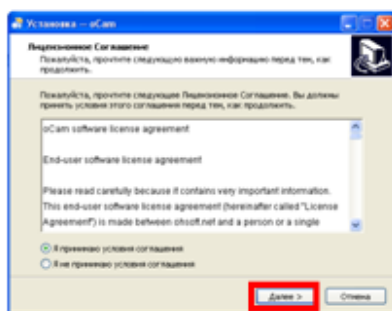 Установка — oCam
Лицензионное Соглашение
Пожалуйста, прочтите следующую важную информацию перед тем, как
продолжить.
Пожалуйста, прочтите следующее Лицензионное Соглашение. Вы должны
принять условия этого соглашения перед тем, как продолжить.
oCam software license agreement
End-user software license agreement
Please read carefully because it contains very important information.
This end-user software license agreement (hereinafter called "License
Agreement") is made between ohsoft.net and a person or a single
Я принимаю условия соглашения
Я не принимаю условия соглашения
Далее >
Отмена